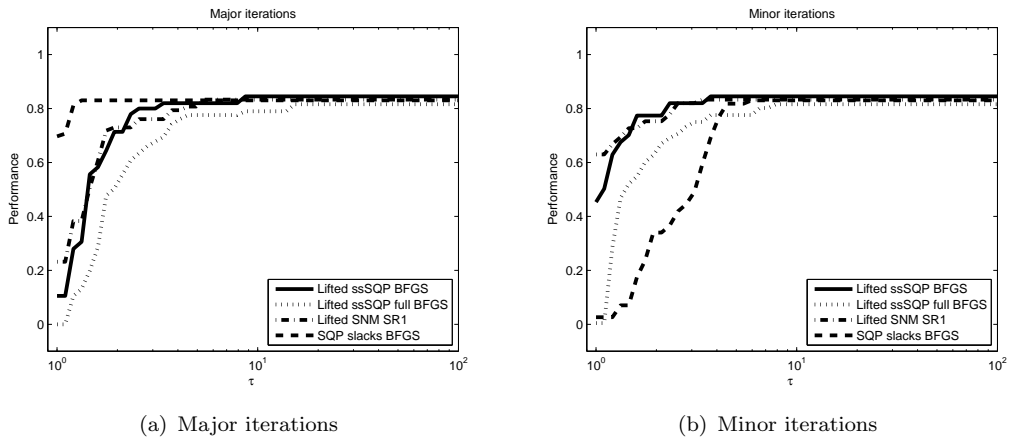 Major iterations
Performance
1
0.8
0.6
0.4
0.2
0
Lifted ssSQP BFGS
Lifted ssSQP full BFGS
Lifted SNM SR1
SQP slacks BFGS
10^0
10^1
10^2
τ
(a) Major iterations
Minor iterations
Performance
1
0.8
0.6
0.4
0.2
0
Lifted ssSQP BFGS
Lifted ssSQP full BFGS
Lifted SNM SR1
SQP slacks BFGS
10^0
10^1
10^2
τ
(b) Minor iterations